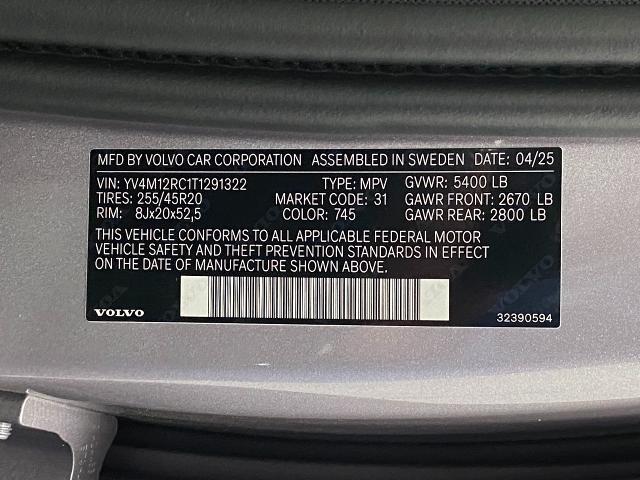 MFD BY VOLVO CAR CORPORATION ASSEMBLED IN SWEDEN DATE: 04/25
VIN: YV4M12RC1T1291322 TYPE: MPV GVWR: 5400 LB
TIRES: 255/45R20 MARKET CODE: 31 GAWR FRONT: 2670 LB
RIM: 8Jx20x52,5 COLOR: 745 GAWR REAR: 2800 LB
THIS VEHICLE CONFORMS TO ALL APPLICABLE FEDERAL MOTOR
VEHICLE SAFETY AND THEFT PREVENTION STANDARDS IN EFFECT
ON THE DATE OF MANUFACTURE SHOWN ABOVE.
VOLVO 32390594